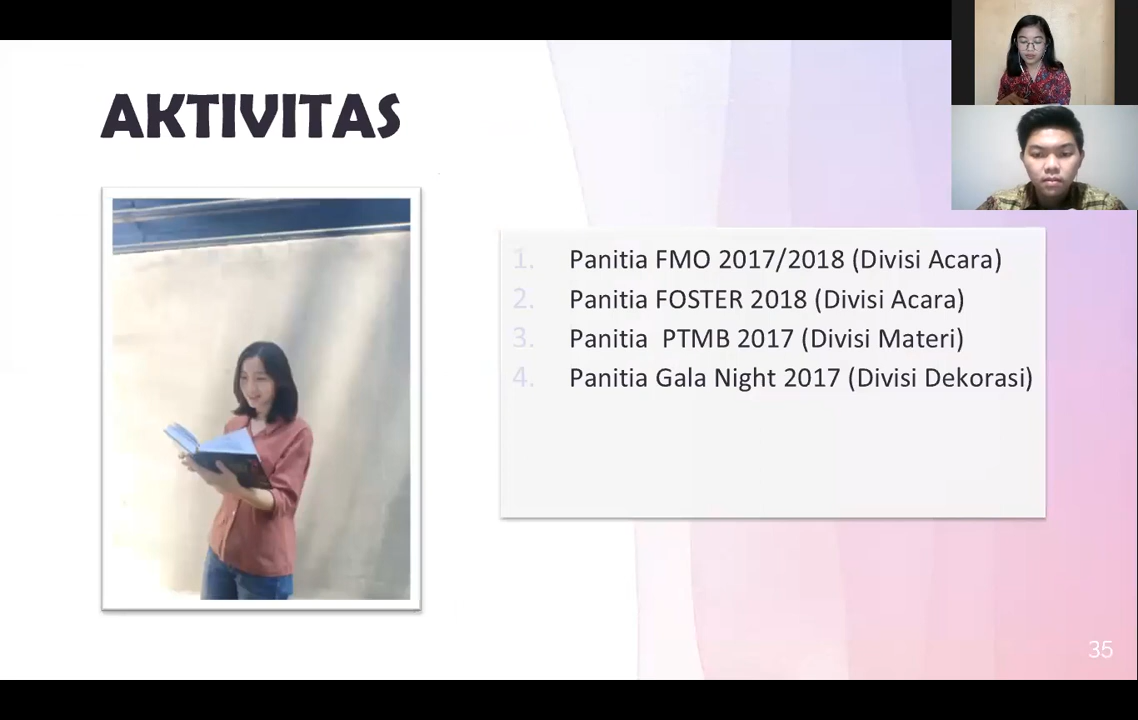 AKTIVITAS
1. Panitia FMO 2017/2018 (Divisi Acara)
2. Panitia FOSTER 2018 (Divisi Acara)
3. Panitia  PTMB 2017 (Divisi Materi)
4. Panitia Gala Night 2017 (Divisi Dekorasi)
35